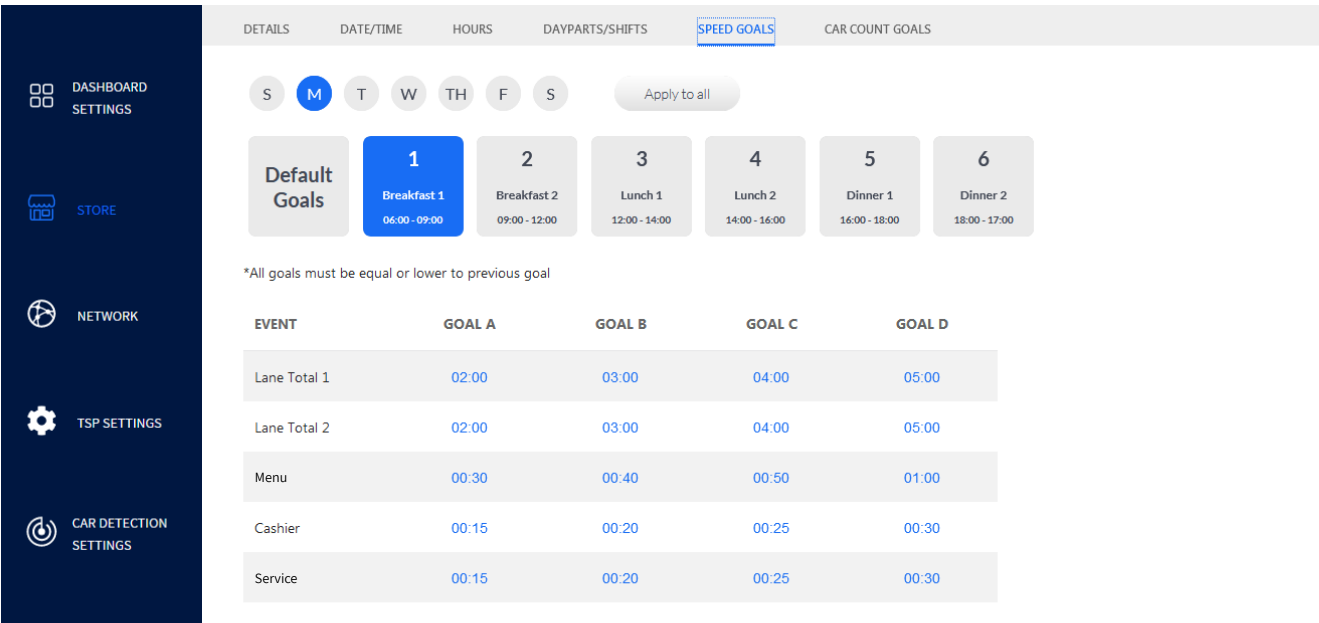 DETAILS DATE/TIME HOURS DAYPARTS/SHIFTS SPEED GOALS CAR COUNT GOALS
DASHBOARD
SETTINGS
STORE
NETWORK
TSP SETTINGS
CAR DETECTION
SETTINGS
S M T W TH F S Apply to all
Default
Goals
1
Breakfast 1
06:00 - 09:00
2
Breakfast 2
09:00 - 12:00
3
Lunch 1
12:00 - 14:00
4
Lunch 2
14:00 - 16:00
5
Dinner 1
16:00 - 18:00
6
Dinner 2
18:00 - 17:00
*All goals must be equal or lower to previous goal
EVENT GOAL A GOAL B GOAL C GOAL D
Lane Total 1 02:00 03:00 04:00 05:00
Lane Total 2 02:00 03:00 04:00 05:00
Menu 00:30 00:40 00:50 01:00
Cashier 00:15 00:20 00:25 00:30
Service 00:15 00:20 00:25 00:30